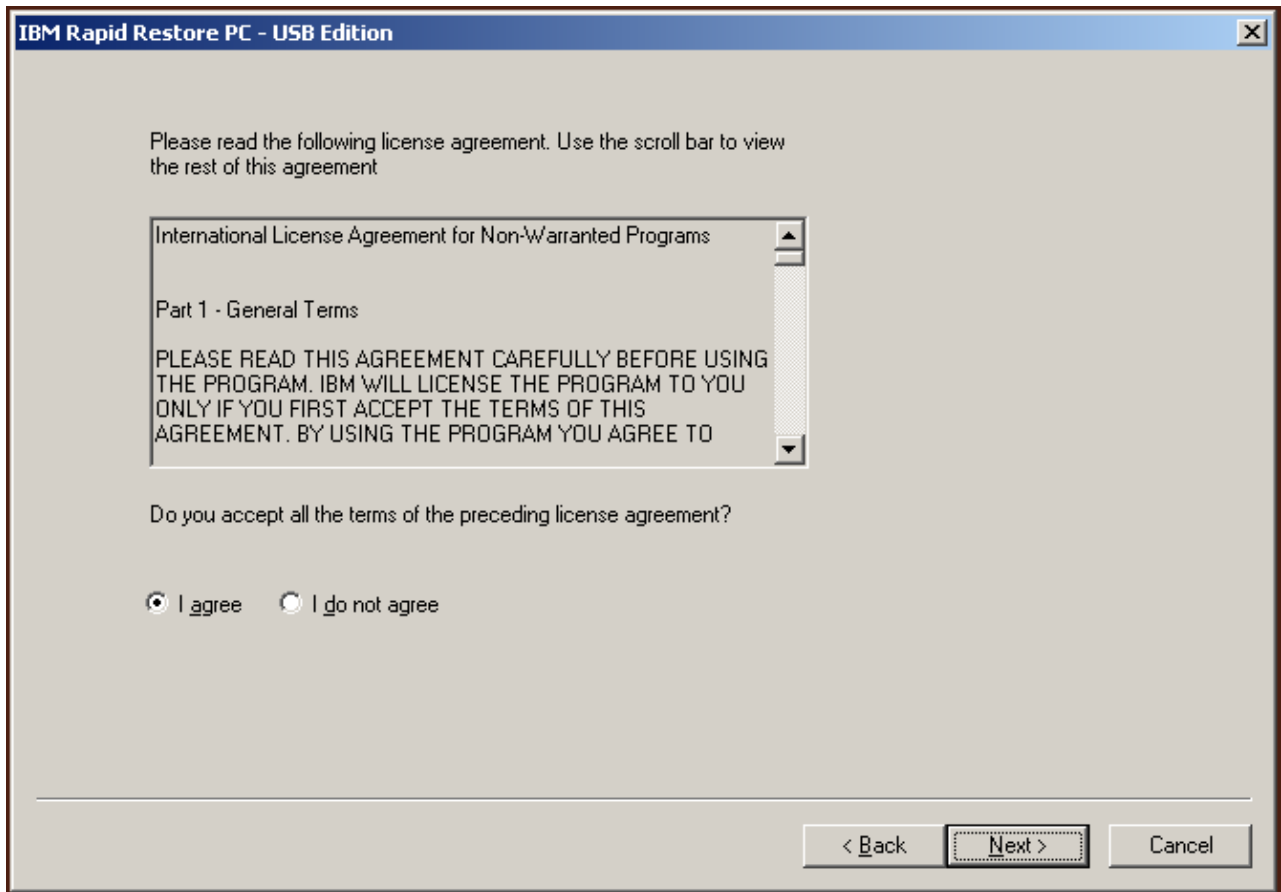 IBM Rapid Restore PC - USB Edition
Please read the following license agreement. Use the scroll bar to view
the rest of this agreement
International License Agreement for Non-Warranted Programs
Part 1 - General Terms
PLEASE READ THIS AGREEMENT CAREFULLY BEFORE USING
THE PROGRAM. IBM WILL LICENSE THE PROGRAM TO YOU
ONLY IF YOU FIRST ACCEPT THE TERMS OF THIS
AGREEMENT. BY USING THE PROGRAM YOU AGREE TO
Do you accept all the terms of the preceding license agreement?
I agree I do not agree
< Back Next > Cancel